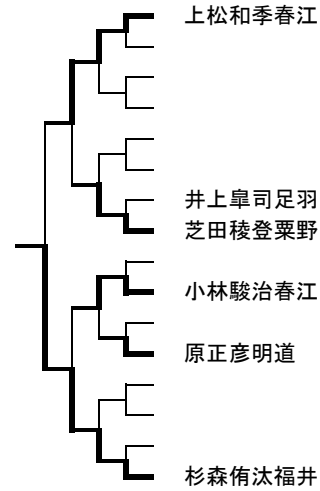 上松和季春江
井上皐司足羽
芝田稜登粟野
小林駿治春江
原正彦明道
杉森侑汰福井